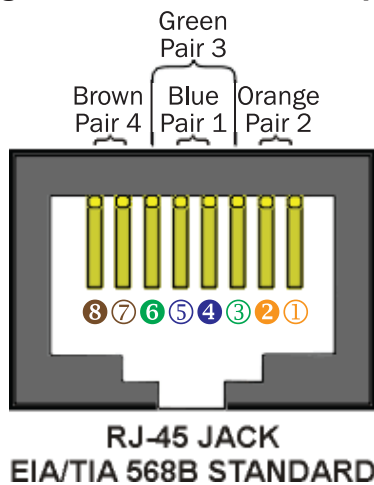 Green
Pair 3
Brown Blue Orange
Pair 4 Pair 1 Pair 2
8 7 6 5 4 3 2 1
RJ-45 JACK
EIA/TIA 568B STANDARD